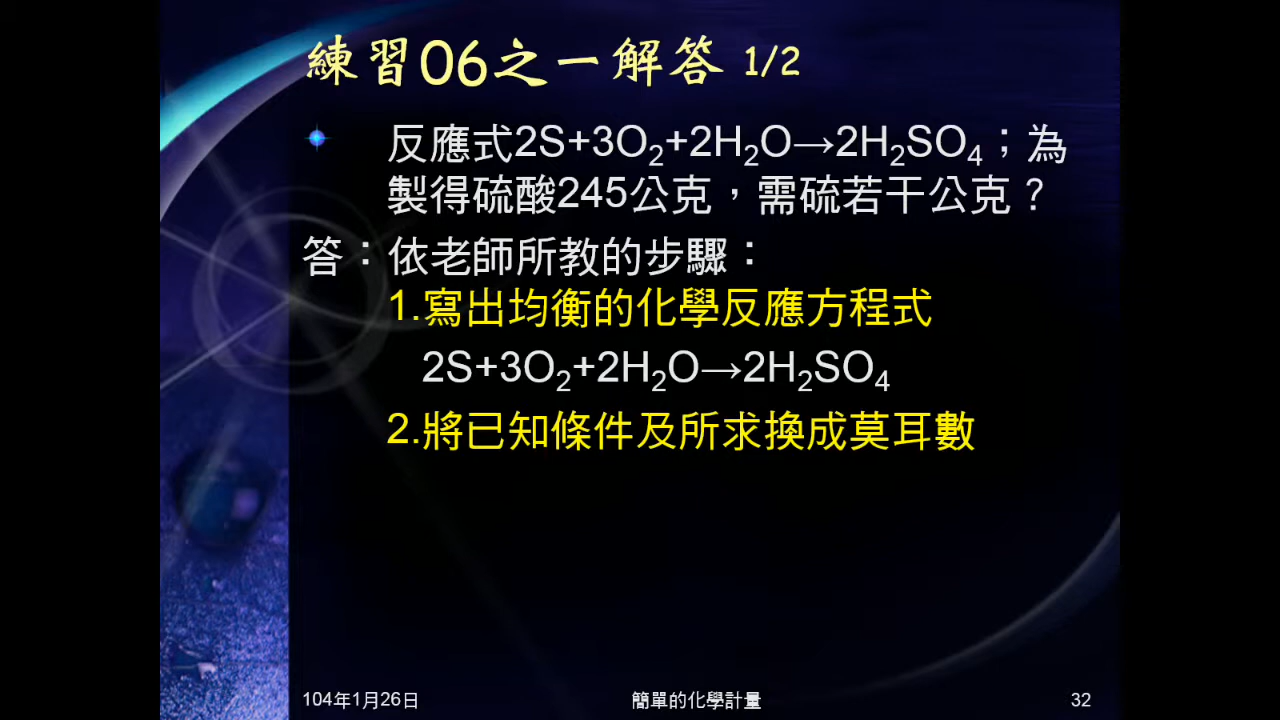 練習06之一解答 1/2
反應式2S+3O₂+2H₂O→2H₂SO₄；為
製得硫酸245公克，需硫若干公克？
答：依老師所教的步驟：
1.寫出均衡的化學反應方程式
2S+3O₂+2H₂O→2H₂SO₄
2.將已知條件及所求換成莫耳數
104年1月26日
簡單的化學計量
32